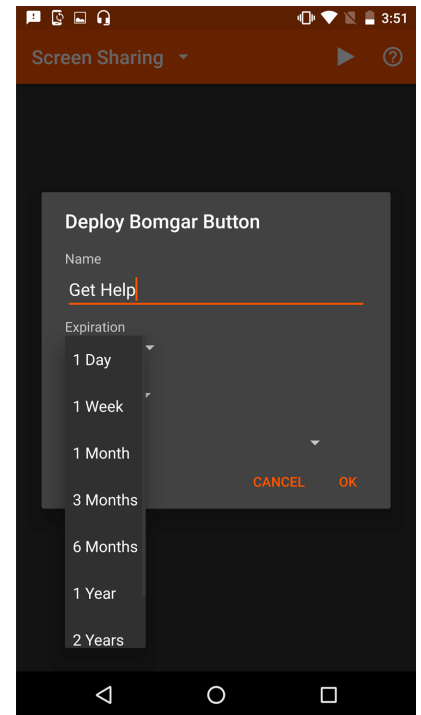 3:51
Screen Sharing
Deploy Bomgar Button
Name
Get Help
Expiration
1 Day
1 Week
1 Month
3 Months
CANCEL OK
6 Months
1 Year
2 Years